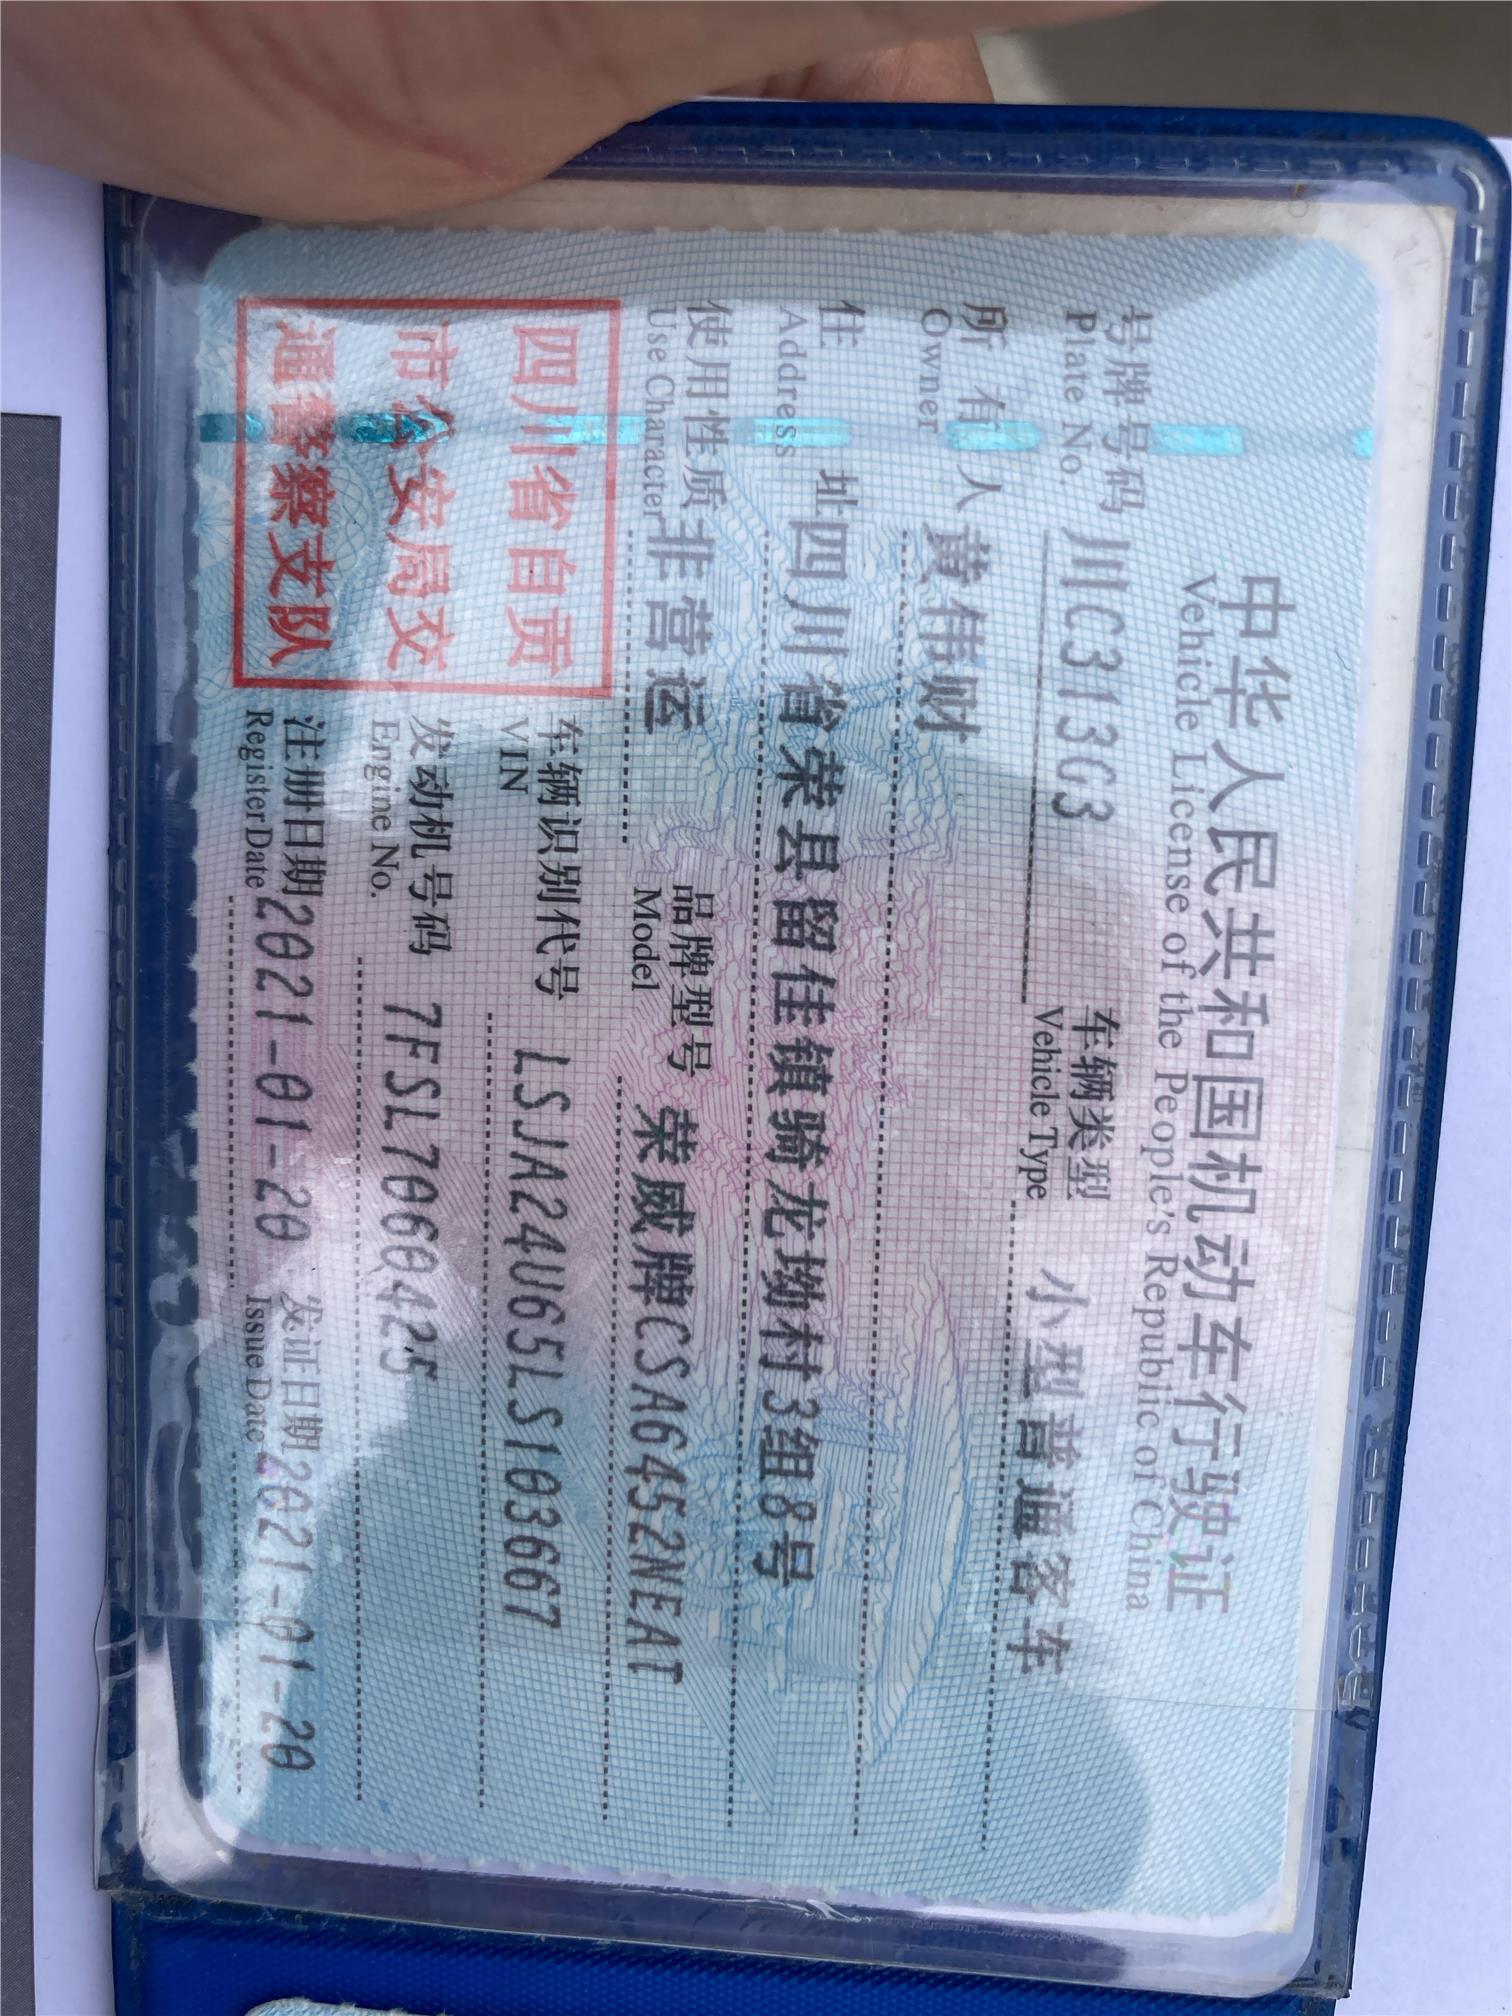 中华人民共和国机动车行驶证
Vehicle License of the People's Republic of China
号牌号码 川C313G3 车辆类型 小型普通客车
Plate No. Vehicle Type
所有人 黄伟财
Owner
住址 四川省荣县留佳镇骑龙坳村3组8号
Address
使用性质 非营运 品牌型号 荣威牌CSA6452NEAT
Use Character Model
车辆识别代号 LSJA24U65LS103667
VIN
发动机号码 7FSL7060425
Engine No.
注册日期 2021-01-20 发证日期 2021-01-20
Register Date Issue Date
四川省自贡
市公安局交
通警察支队